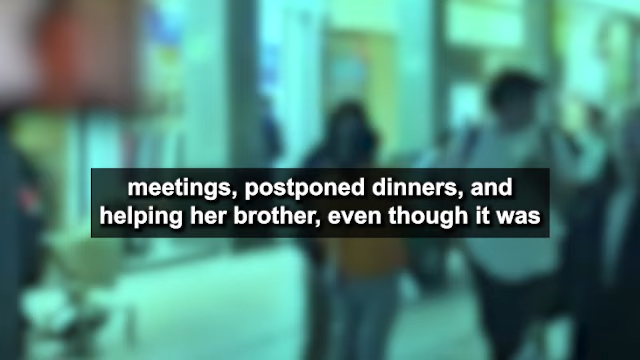 meetings, postponed dinners, and
helping her brother, even though it was